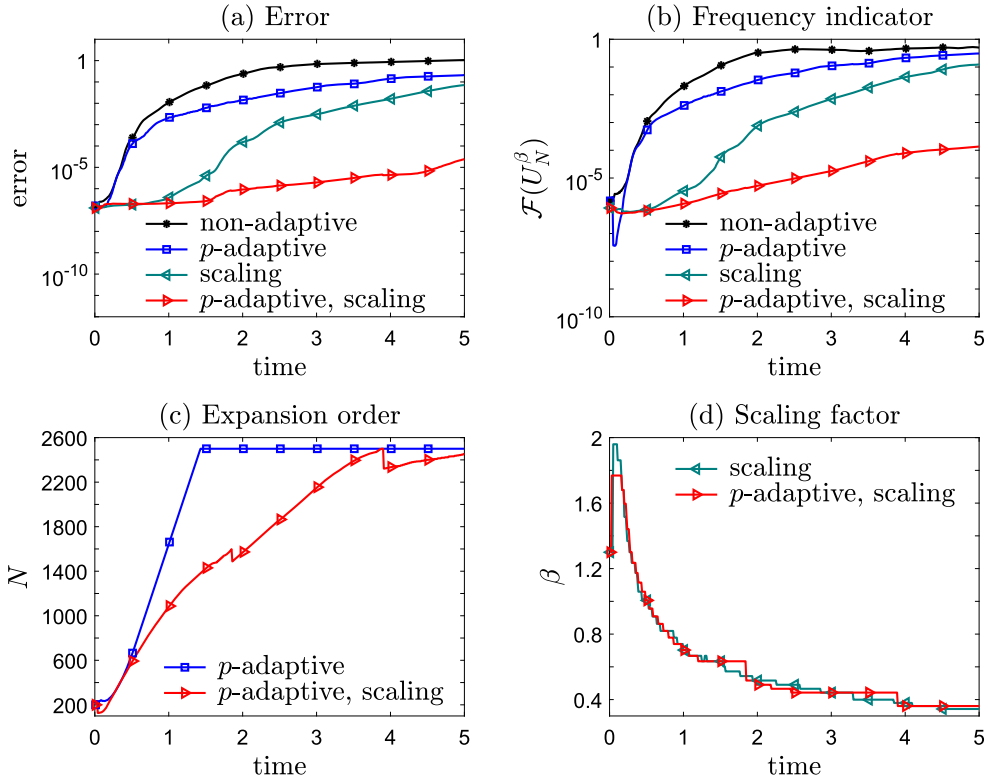 (a) Error
1
10^{-5}
10^{-10}
error
non-adaptive
p-adaptive
scaling
p-adaptive, scaling
0 1 2 3 4 5
time
(b) Frequency indicator
1
10^{-5}
10^{-10}
\mathcal{F}(U_N^β)
non-adaptive
p-adaptive
scaling
p-adaptive, scaling
0 1 2 3 4 5
time
(c) Expansion order
2600
2200
1800
1400
1000
600
200
N
p-adaptive
p-adaptive, scaling
0 1 2 3 4 5
time
(d) Scaling factor
2
1.6
1.2
0.8
0.4
β
scaling
p-adaptive, scaling
0 1 2 3 4 5
time